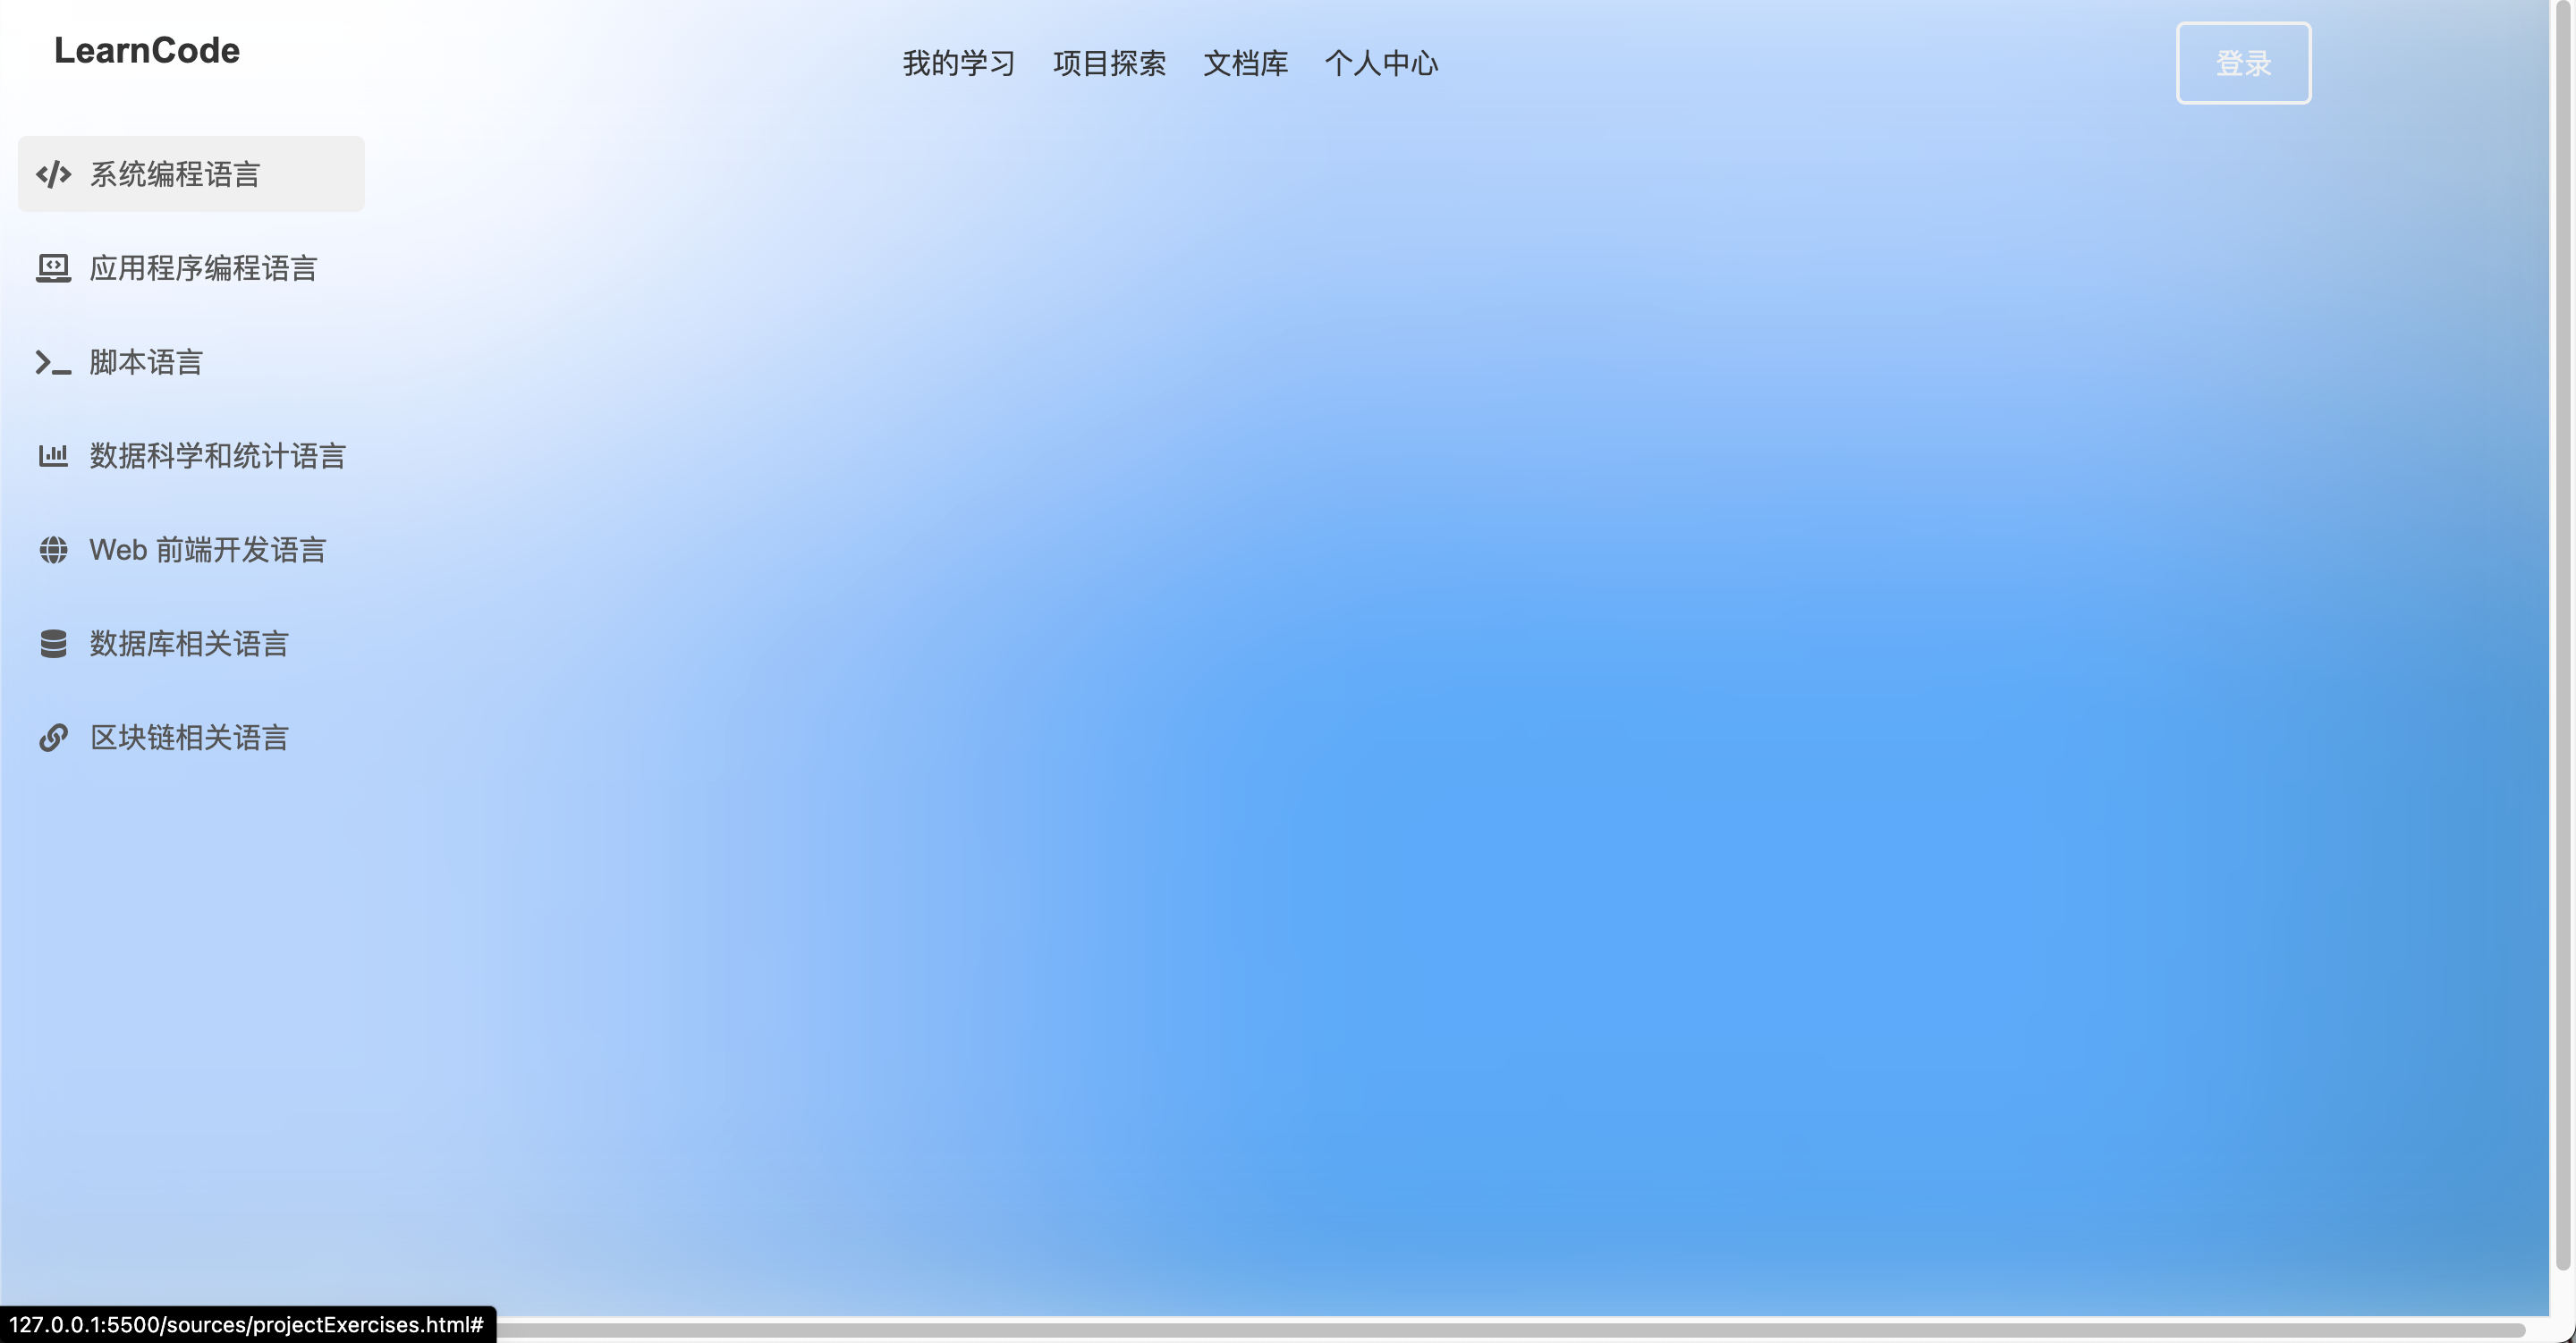 LearnCode
我的学习 项目探索 文档库 个人中心
登录
系统编程语言
应用程序编程语言
脚本语言
数据科学和统计语言
Web 前端开发语言
数据库相关语言
区块链相关语言
127.0.0.1:5500/sources/projectExercises.html#